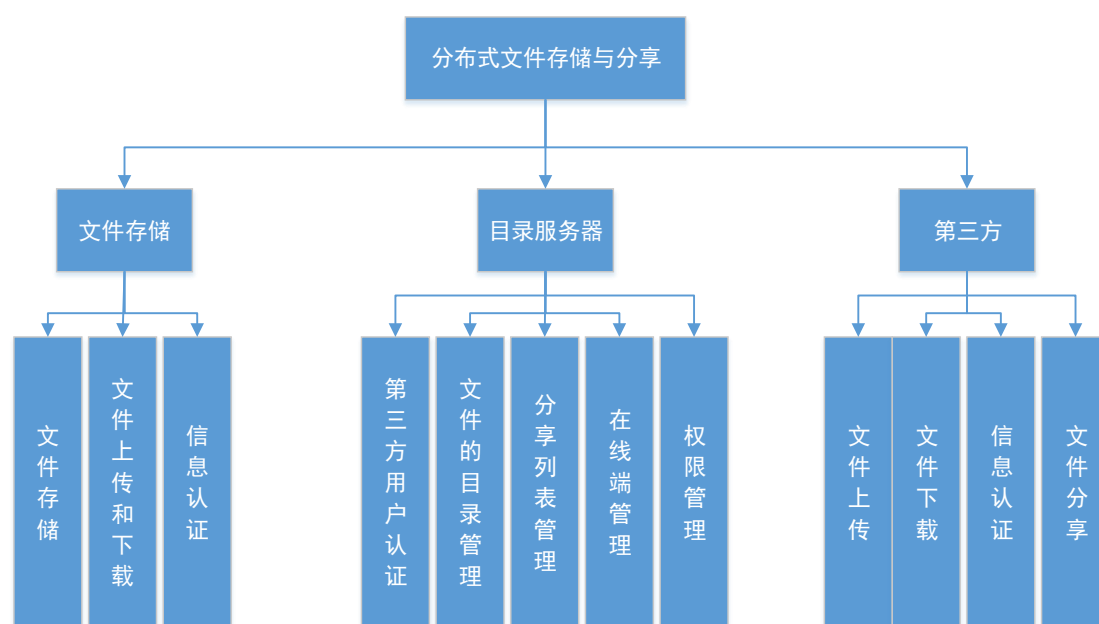 分布式文件存储与分享
文件存储
目录服务器
第三方
文件存储
文件上传和下载
信息认证
第三方用户认证
文件的目录管理
分享列表管理
在线端管理
权限管理
文件上传
文件下载
信息认证
文件分享